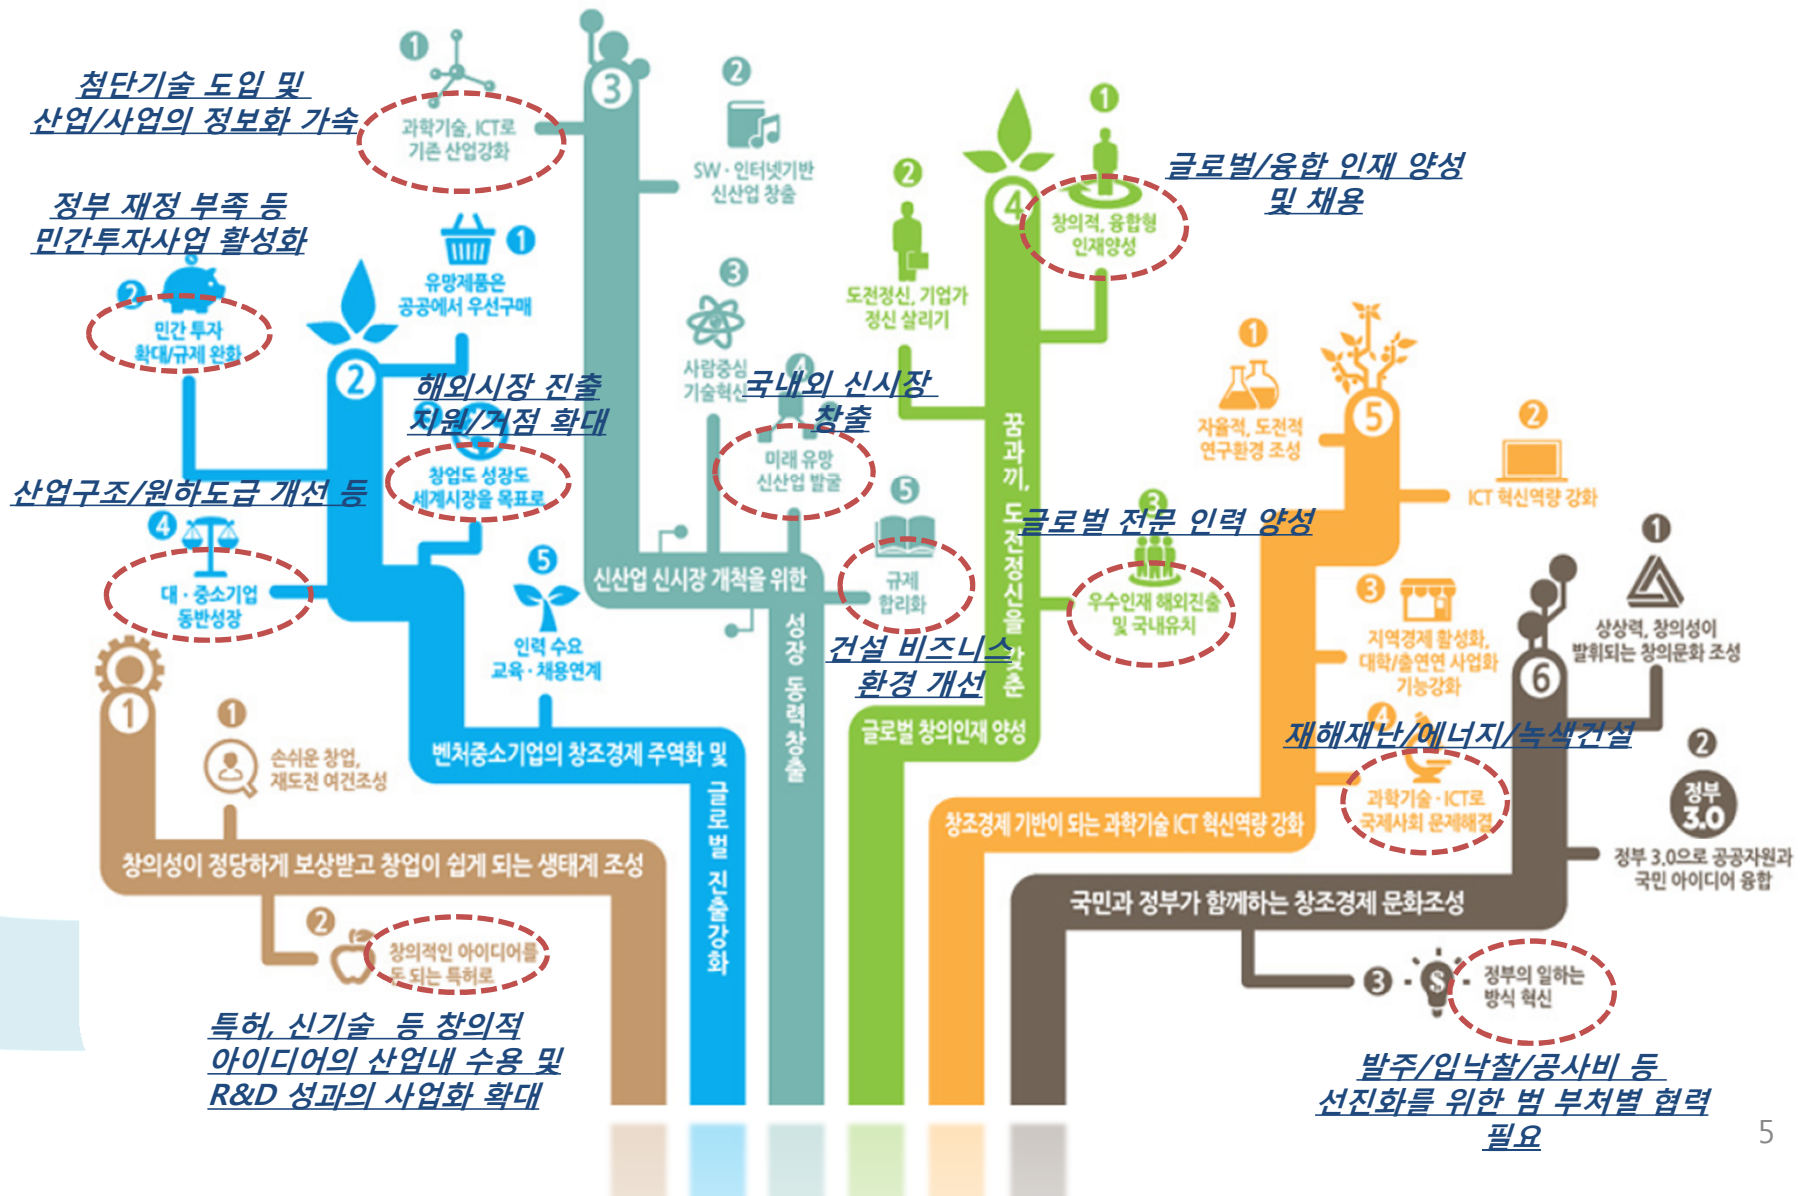 첨단기술 도입 및
산업/사업의 정보화 가속
1
과학기술, ICT로
기존 산업강화
3
2
SW · 인터넷기반
신산업 창출
정부 재정 부족 등
민간투자사업 활성화
2
민간 투자
확대/규제 완화
1
유망제품은
공공에서 우선구매
2
해외시장 진출
지원/거점 확대
창업도 성장도
세계시장을 목표로
산업구조/원하도급 개선 등
4
대 · 중소기업
동반성장
5
인력 수요
교육 · 채용연계
벤처중소기업의 창조경제 주역화 및
글로벌 진출강화
3
사람중심
기술혁신
4
국내외 신시장
창출
미래 유망
신산업 발굴
5
규제
합리화
건설 비즈니스
환경 개선
신산업 신시장 개척을 위한
성장 동력창출
4
1
창의적, 융합형
인재양성
글로벌/융합 인재 양성
및 채용
2
도전정신, 기업가
정신 살리기
꿈과끼, 도전정신을 갖춘
글로벌 창의인재 양성
3
글로벌 전문 인력 양성
우수인재 해외진출
및 국내유치
5
1
자율적, 도전적
연구환경 조성
2
ICT 혁신역량 강화
3
지역경제 활성화,
대학/출연연 사업화
기능강화
4
재해재난/에너지/녹색건설
과학기술 · ICT로
국제사회 문제해결
창조경제 기반이 되는 과학기술 ICT 혁신역량 강화
6
1
상상력, 창의성이
발휘되는 창의문화 조성
2
정부
3.0
정부 3.0으로 공공자원과
국민 아이디어 융합
국민과 정부가 함께하는 창조경제 문화조성
3
$
정부의 일하는
방식 혁신
발주/입낙찰/공사비 등
선진화를 위한 범 부처별 협력
필요
1
1
손쉬운 창업,
재도전 여건조성
창의성이 정당하게 보상받고 창업이 쉽게 되는 생태계 조성
2
창의적인 아이디어를
돈 되는 특허로
특허, 신기술 등 창의적
아이디어의 산업내 수용 및
R&D 성과의 사업화 확대
5